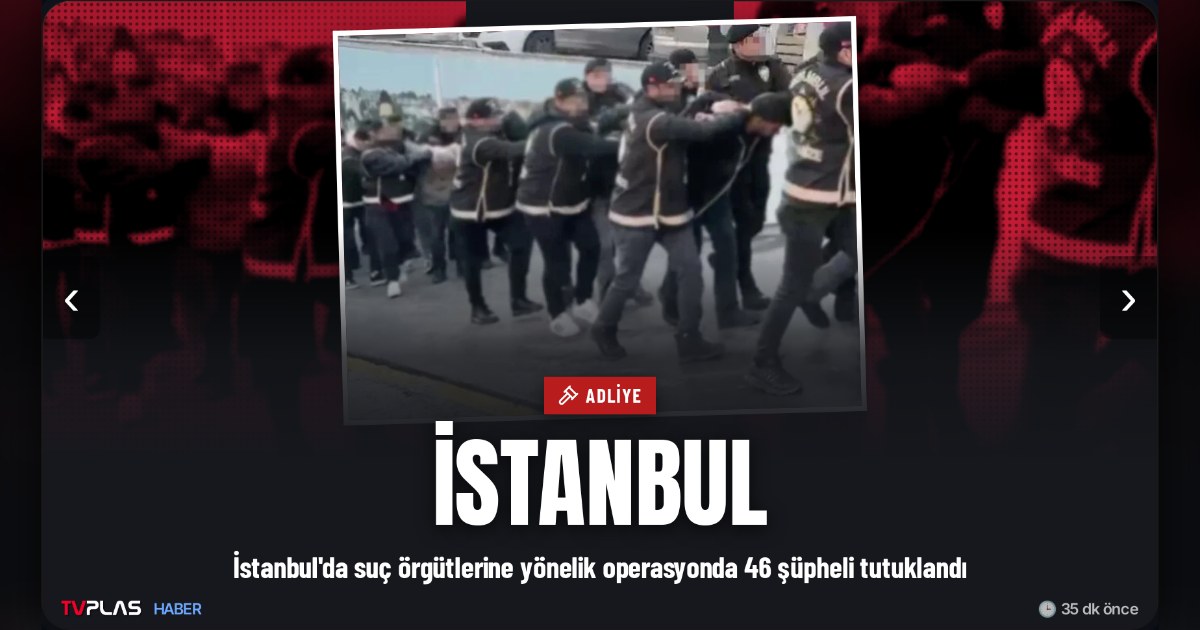 ADLİYE
İSTANBUL
İstanbul'da suç örgütlerine yönelik operasyonda 46 şüpheli tutuklandı
TVPLAS HABER
35 dk önce